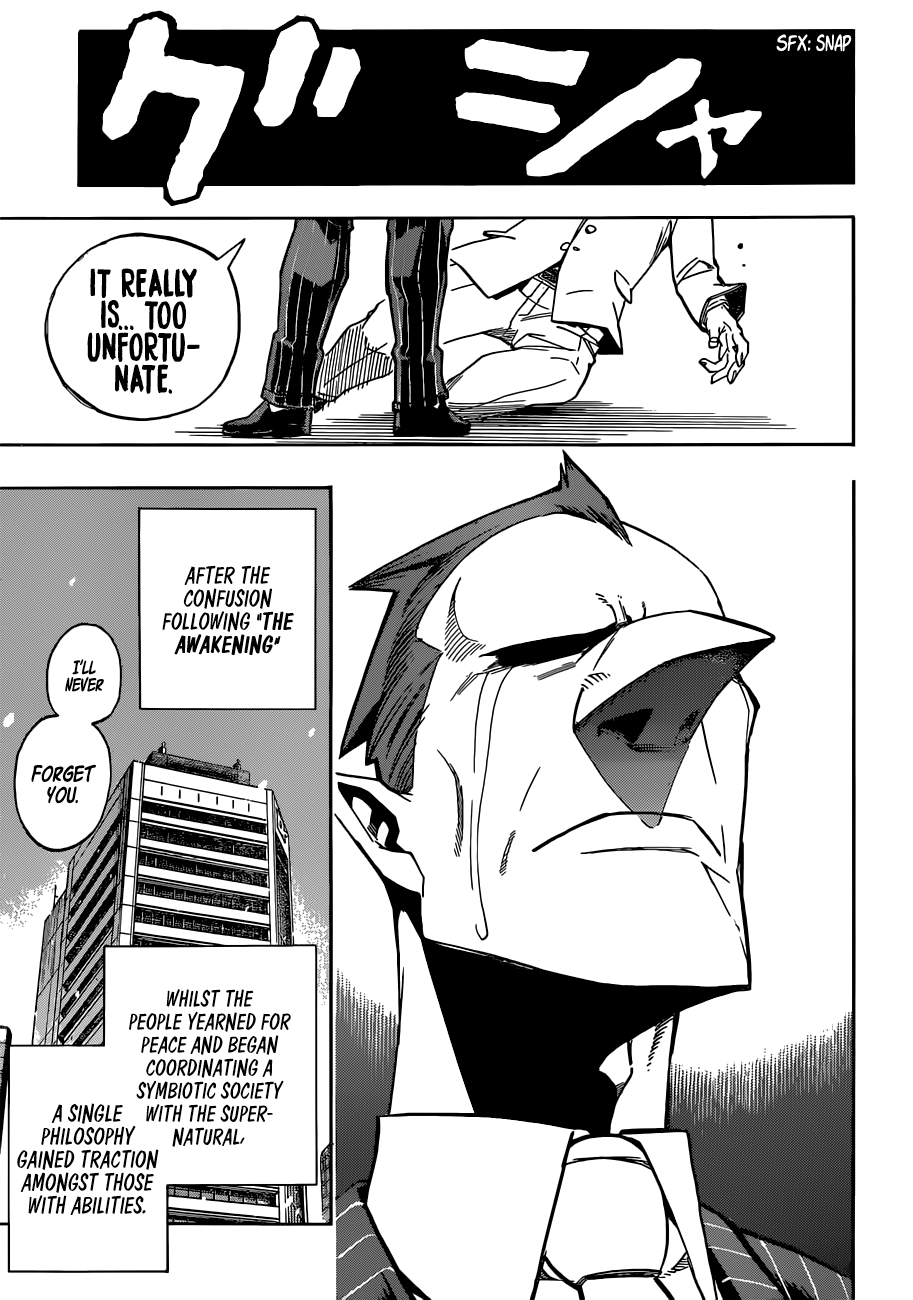 グシャ
SFX: SNAP
IT REALLY
IS... TOO
UNFORTU-
NATE.
AFTER THE
CONFUSION
FOLLOWING "THE
AWAKENING"
I'LL
NEVER
FORGET
YOU.
WHILST THE
PEOPLE YEARNED FOR
PEACE AND BEGAN
COORDINATING A
SYMBIOTIC SOCIETY
WITH THE SUPER-
NATURAL,
A SINGLE
PHILOSOPHY
GAINED TRACTION
AMONGST THOSE
WITH ABILITIES.